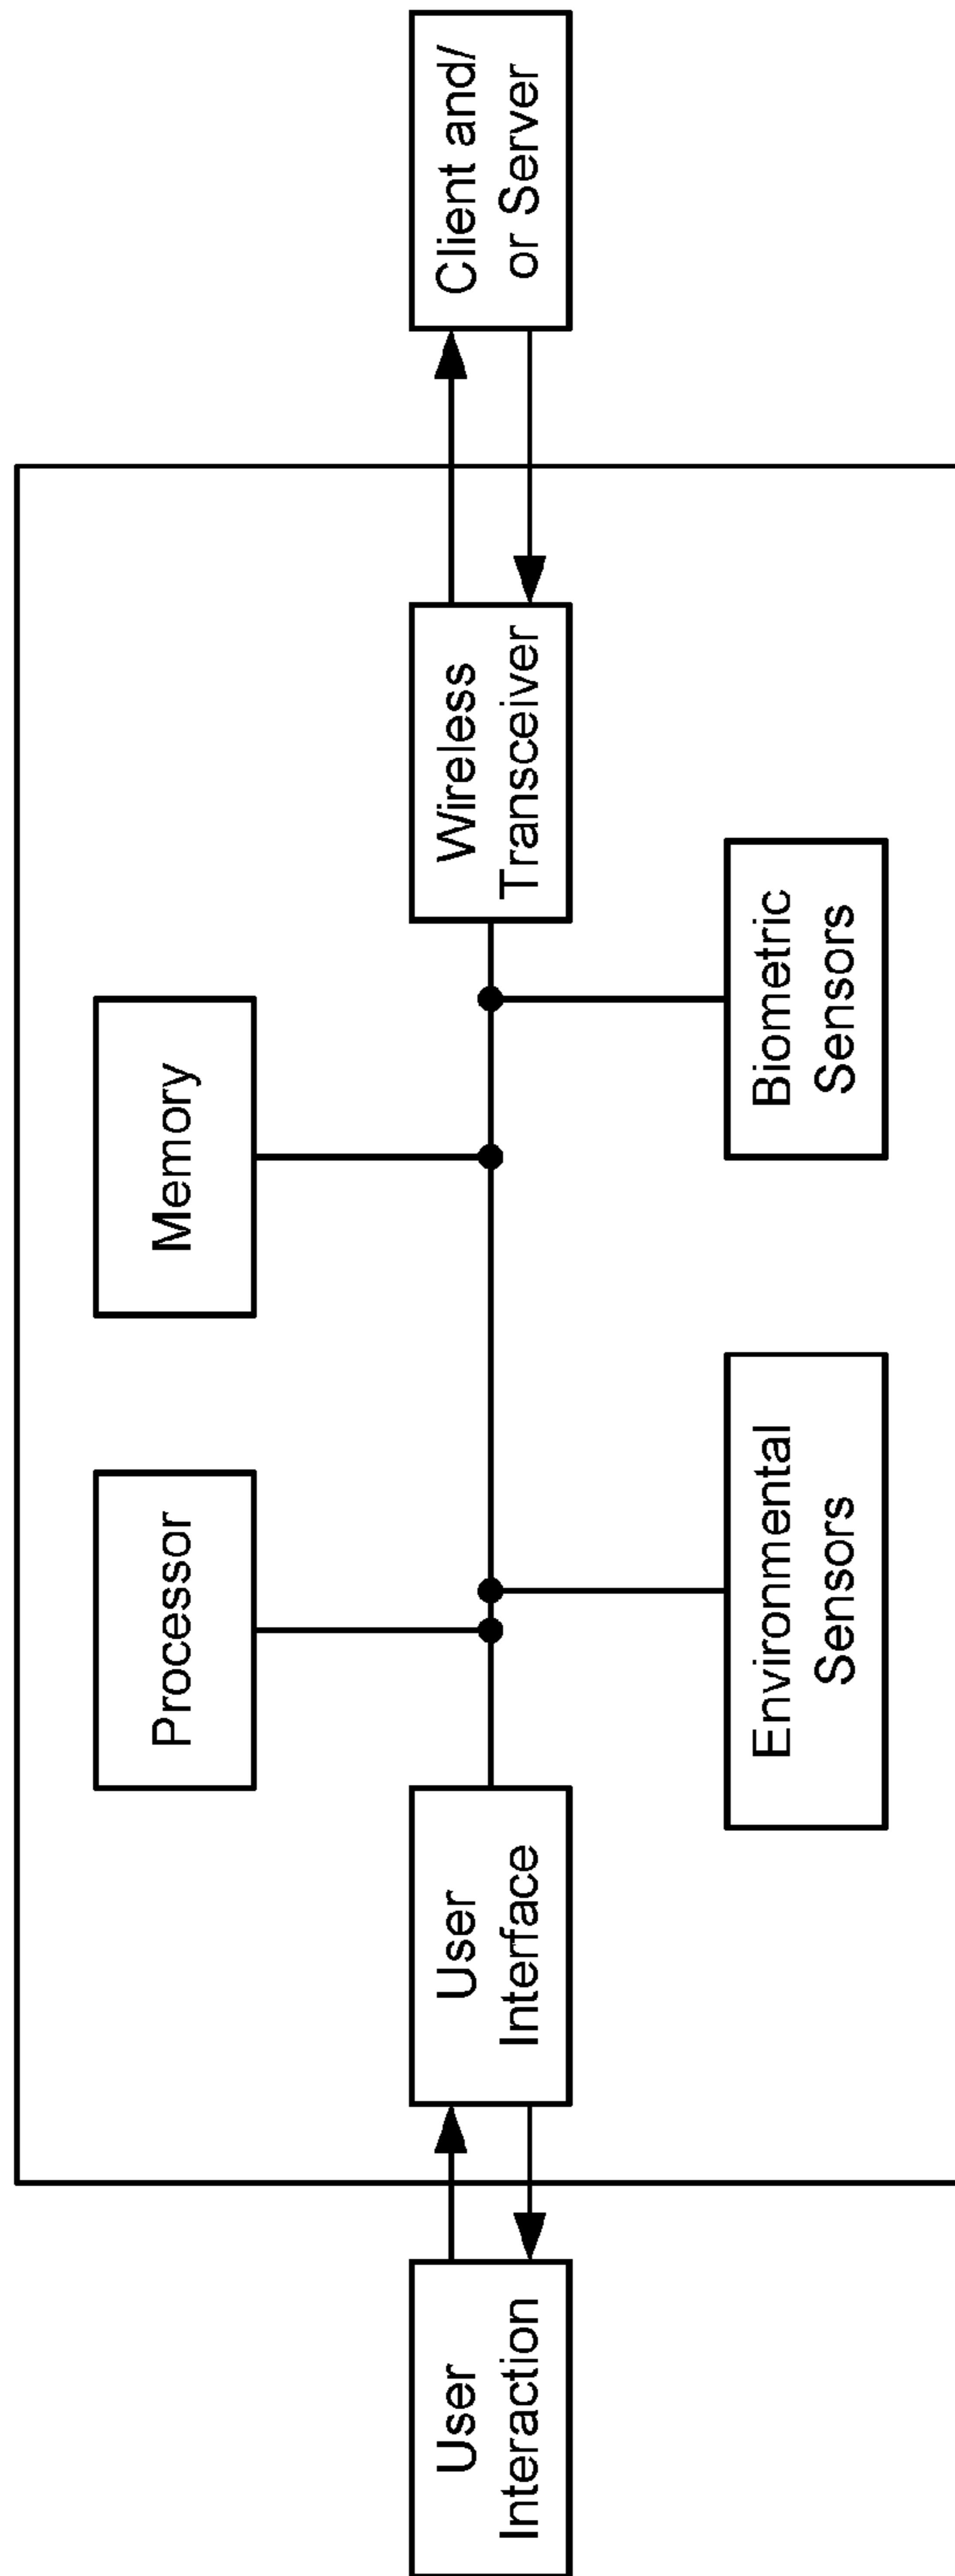 Processor
Memory
User
Interaction
User
Interface
Wireless
Transceiver
Client and/
or Server
Environmental
Sensors
Biometric
Sensors